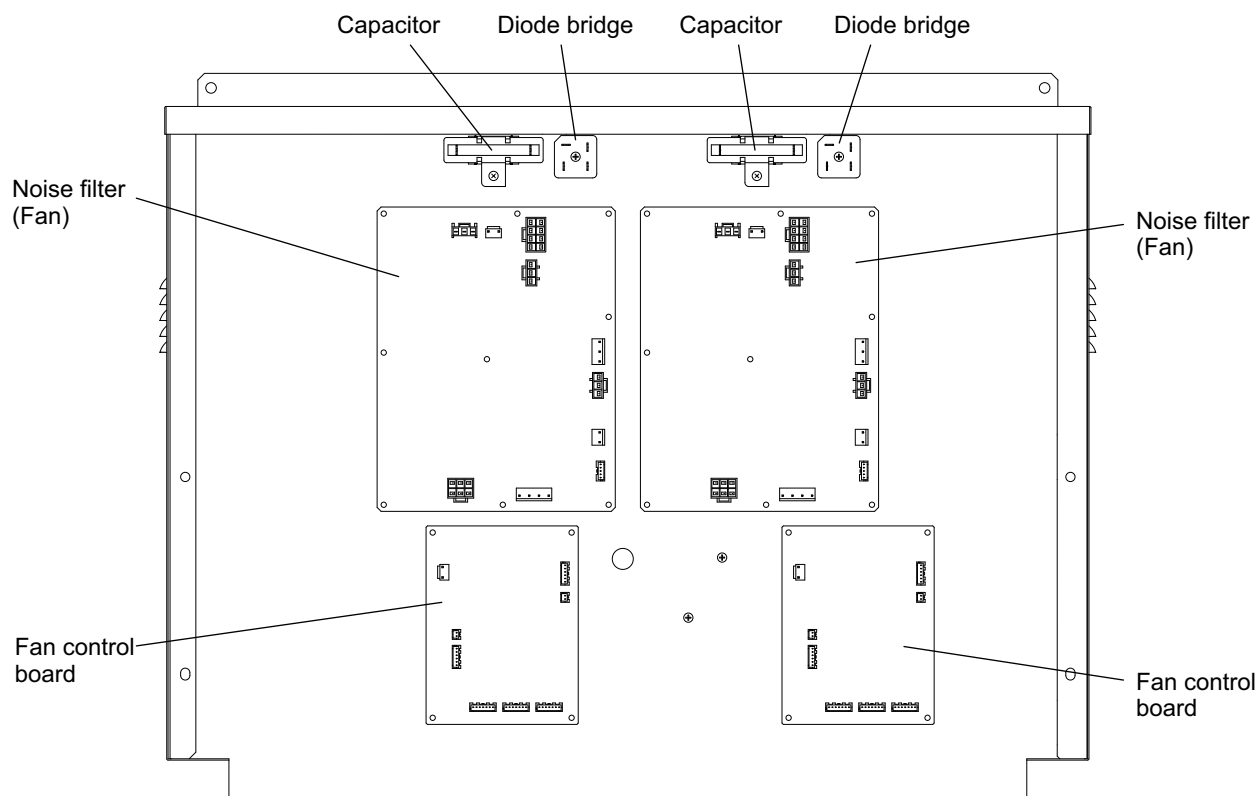 Capacitor
Diode bridge
Capacitor
Diode bridge
Noise filter
(Fan)
Noise filter
(Fan)
Fan control
board
Fan control
board